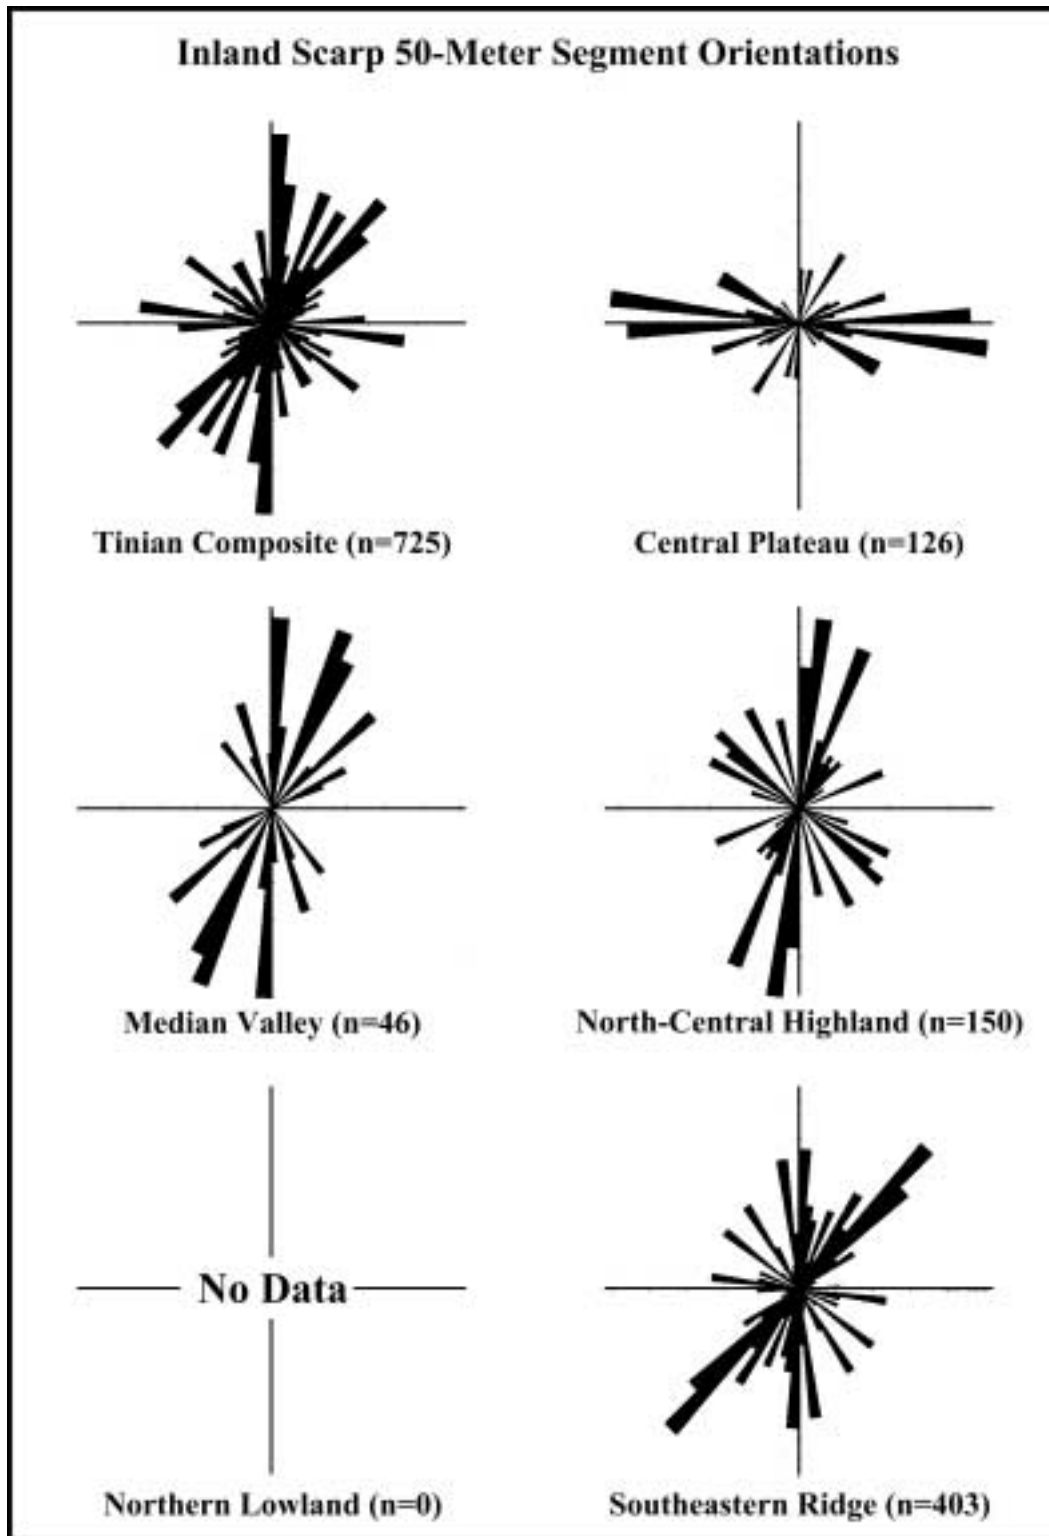 Inland Scarp 50-Meter Segment Orientations
Tinian Composite (n=725)
Central Plateau (n=126)
Median Valley (n=46)
North-Central Highland (n=150)
No Data
Northern Lowland (n=0)
Southeastern Ridge (n=403)